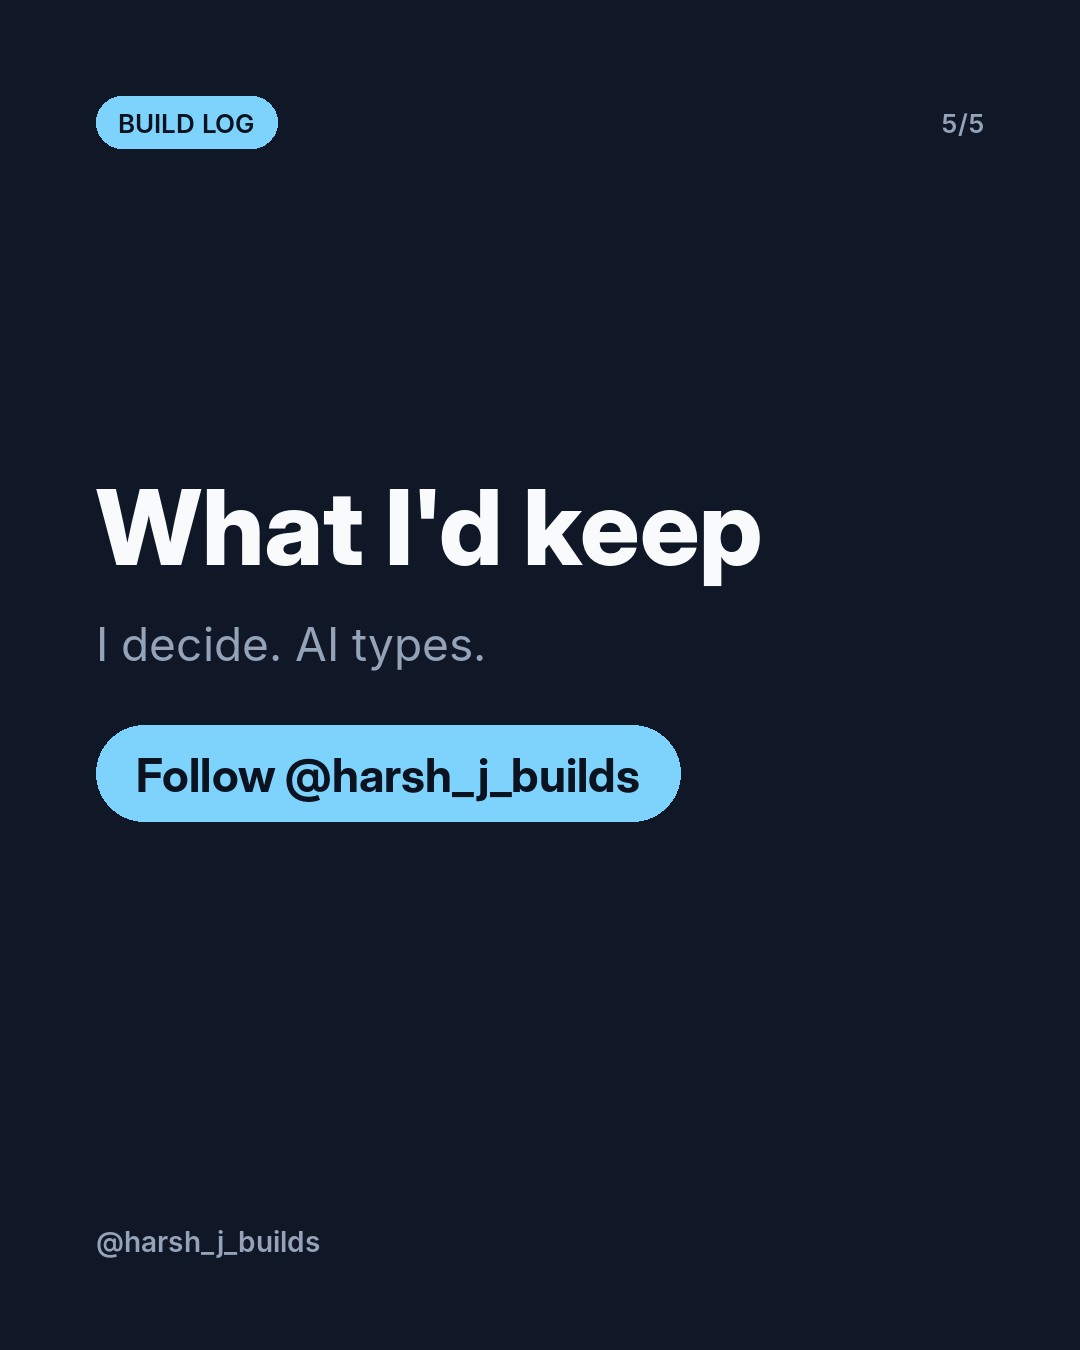 BUILD LOG
5/5
What I'd keep
I decide. AI types.
Follow @harsh_j_builds
@harsh_j_builds